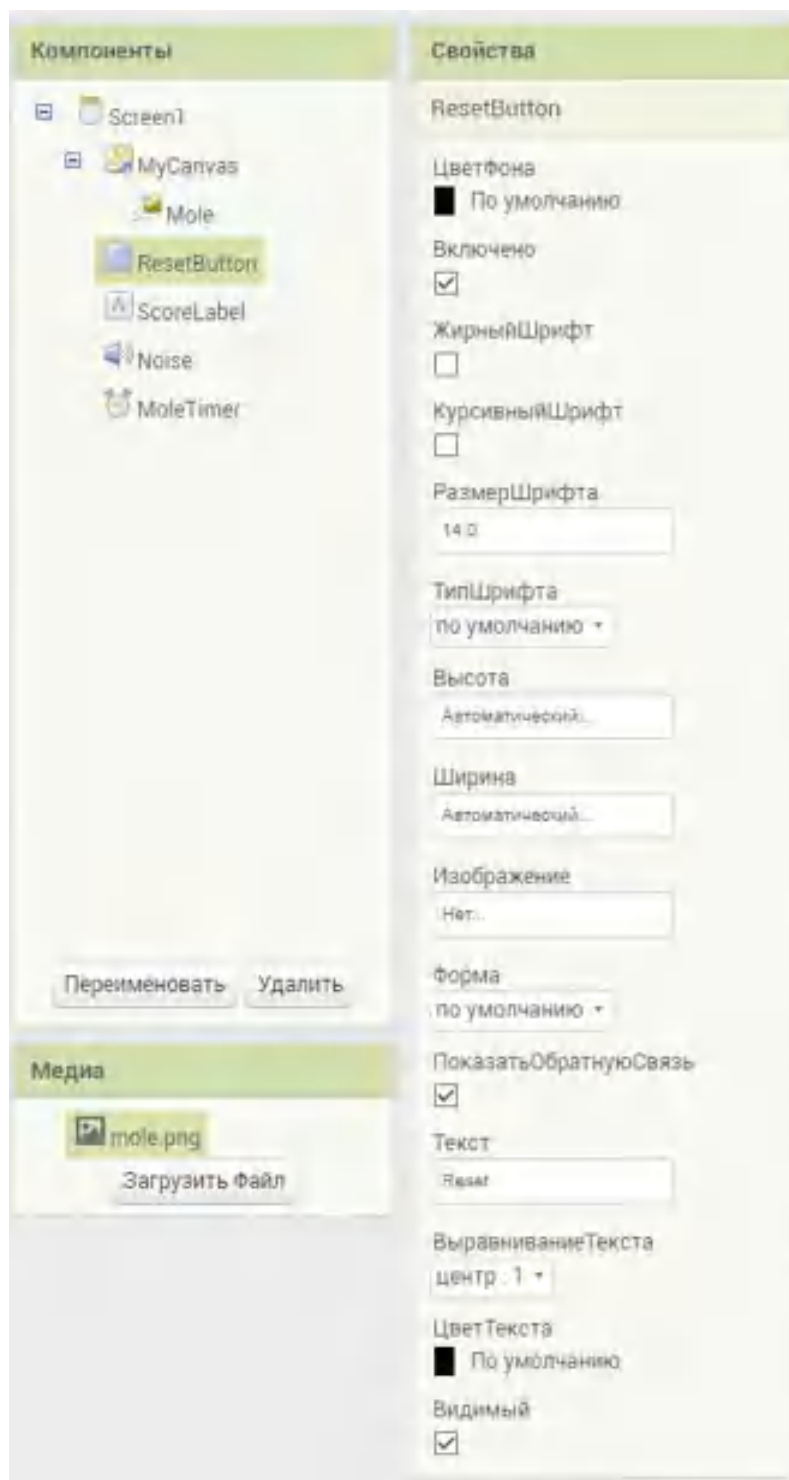 Компоненты
Screen1
MyCanvas
Mole
ResetButton
ScoreLabel
Noise
MoleTimer
Переименовать Удалить
Медиа
mole.png
Загрузить Файл
Свойства
ResetButton
ЦветФона
По умолчанию
Включено
ЖирныйШрифт
КурсивныйШрифт
РазмерШрифта
14.0
ТипШрифта
по умолчанию
Высота
Автоматический...
Ширина
Автоматический...
Изображение
Нет...
Форма
по умолчанию
ПоказатьОбратнуюСвязь
Текст
Reset
ВыравниваниеТекста
центр : 1
ЦветТекста
По умолчанию
Видимый